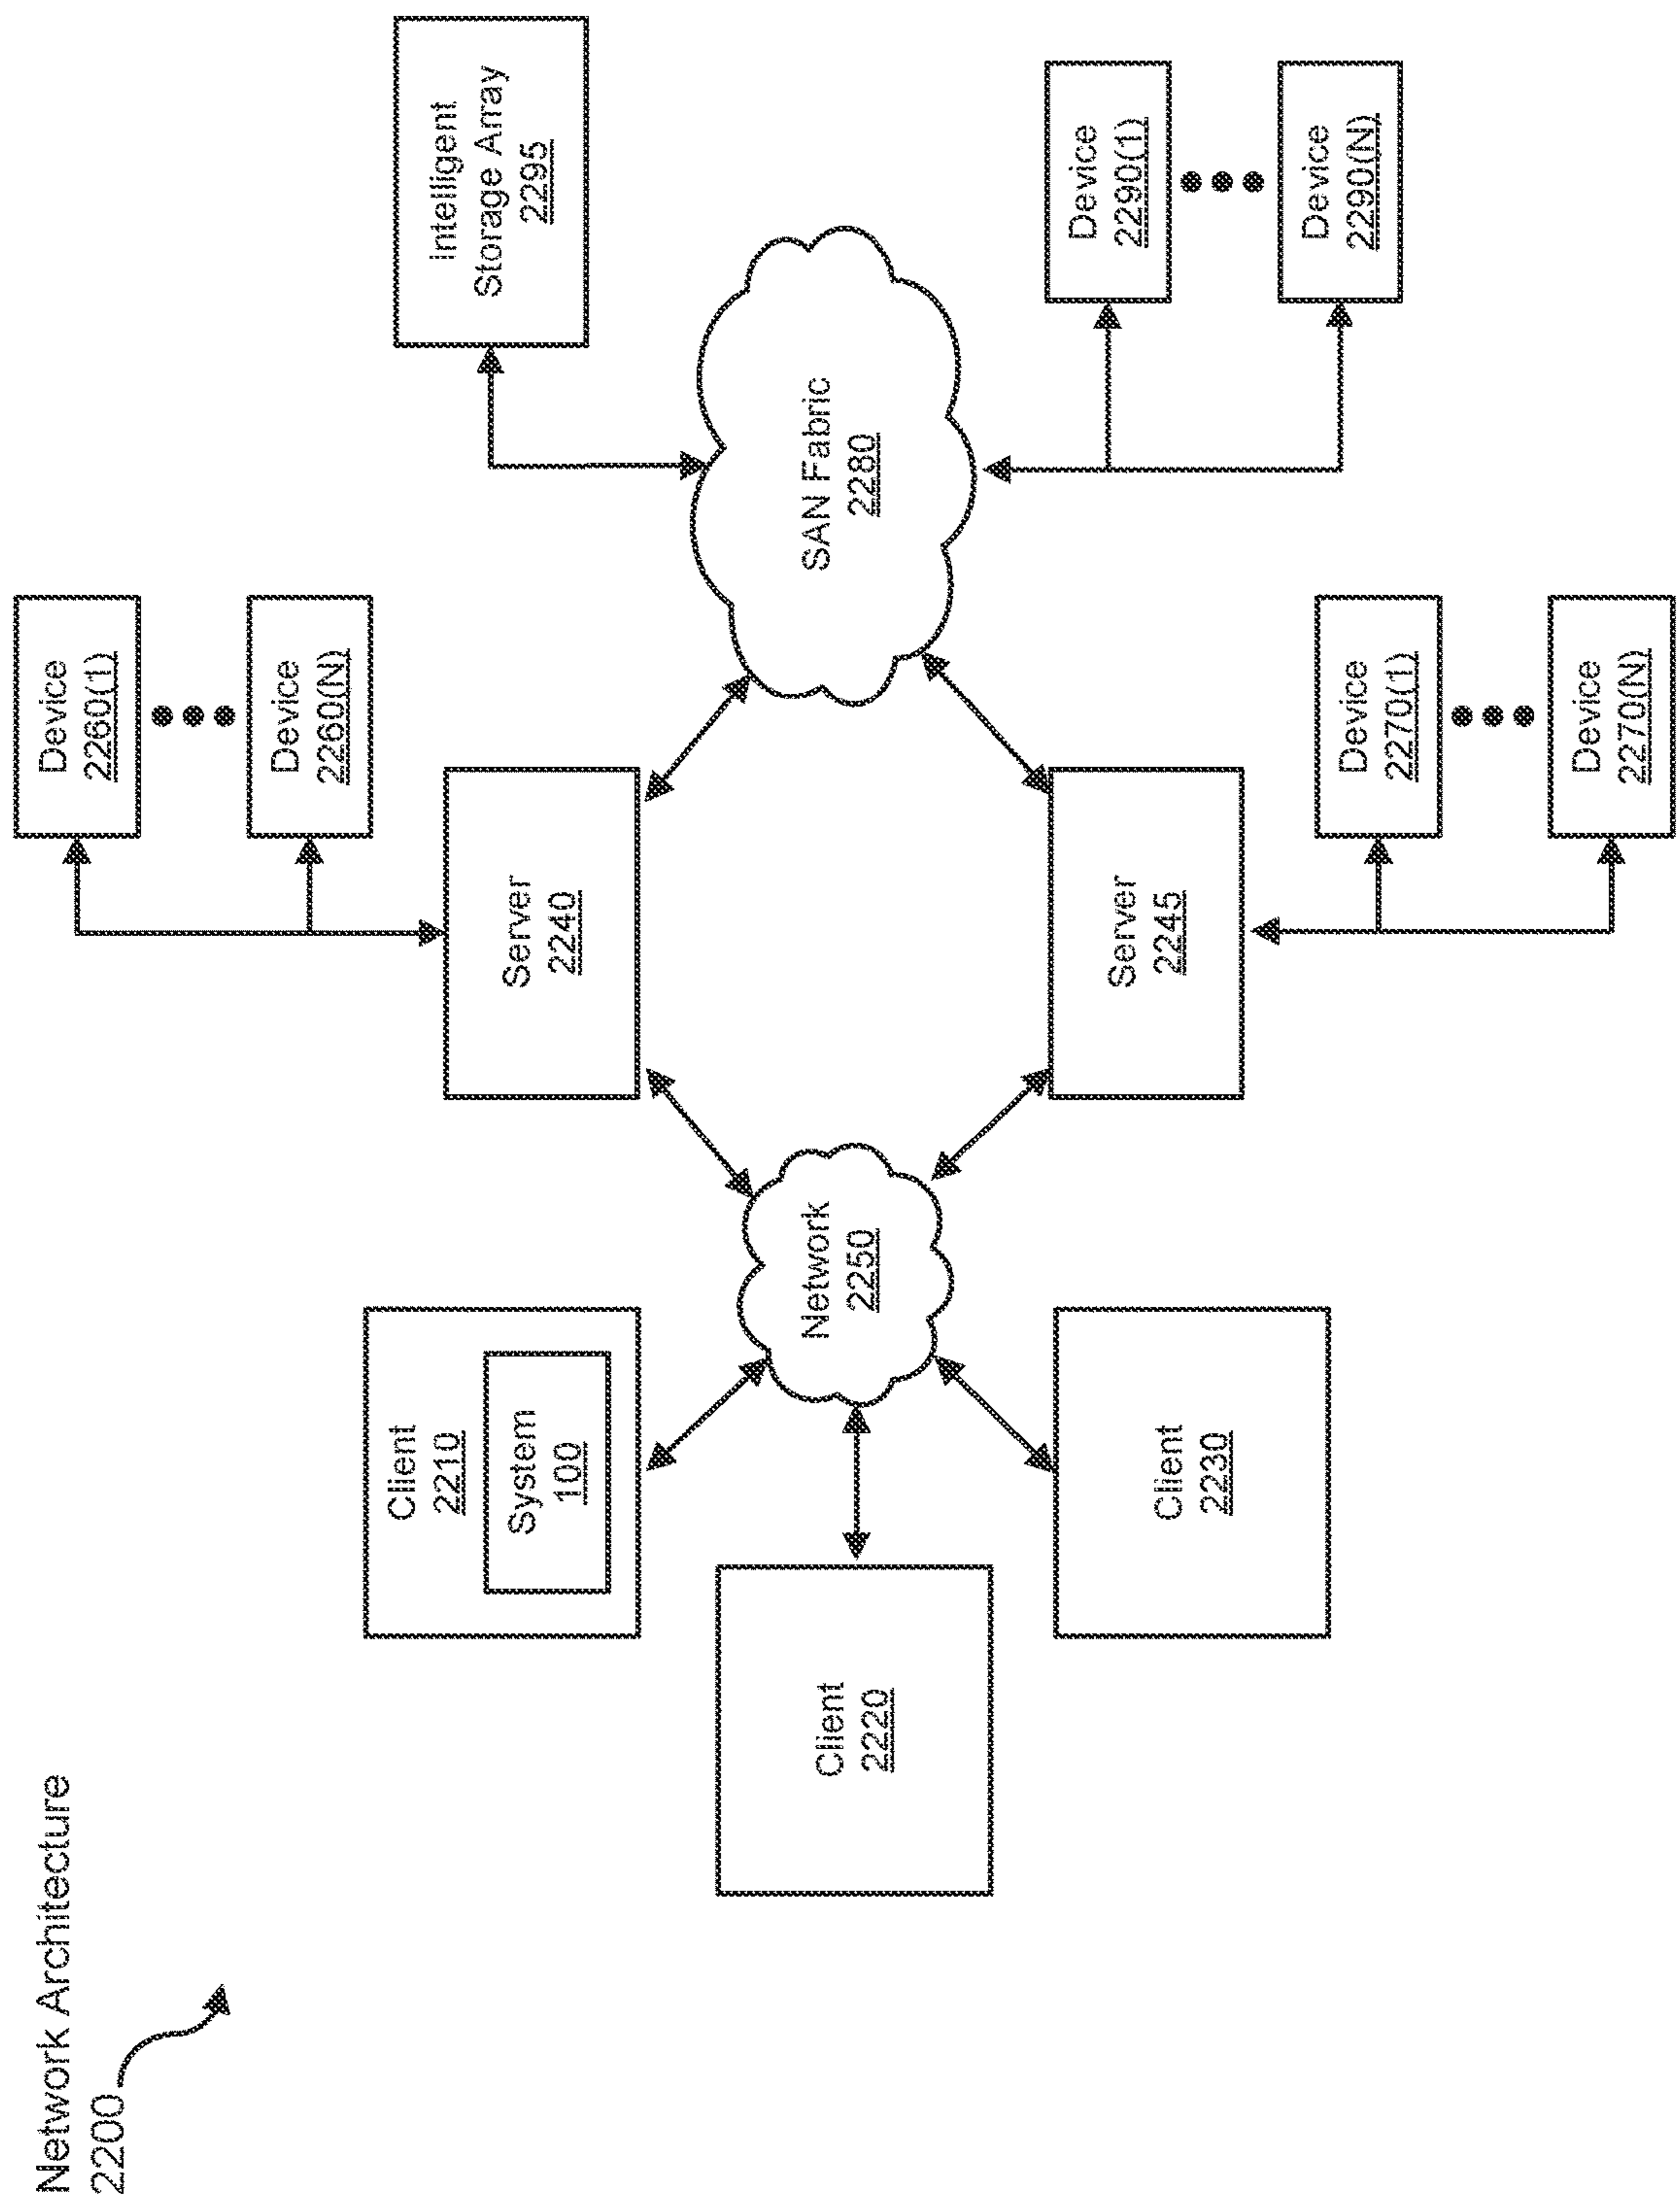 Network Architecture
2200
Client
2210
System
100
Client
2220
Client
2230
Network
2250
Server
2240
Server
2245
Device
2260(1)
Device
2260(N)
Device
2270(1)
Device
2270(N)
SAN Fabric
2280
Intelligent
Storage Array
2295
Device
2290(1)
Device
2290(N)